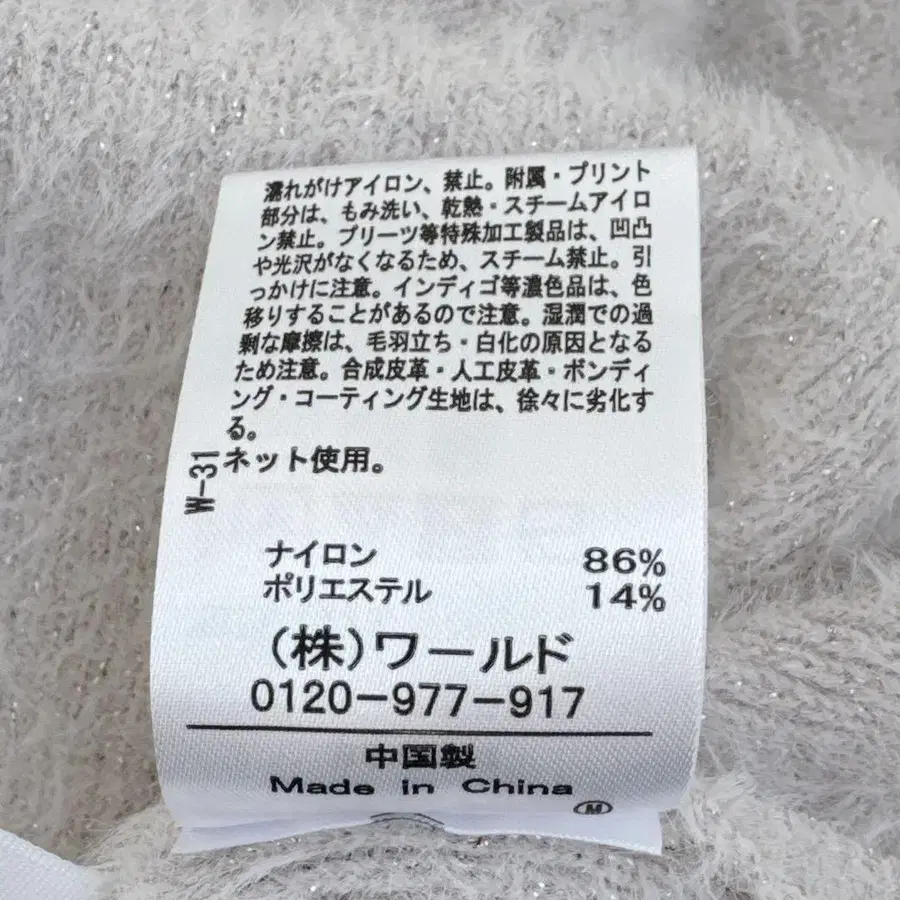 濡れがけアイロン、禁止。附属・プリント
部分は、もみ洗い、乾熱・スチームアイロ
ン禁止。プリーツ等特殊加工製品は、凹凸
や光沢がなくなるため、スチーム禁止。引
っかけに注意。インディゴ等濃色品は、色
移りすることがあるので注意。湿潤での過
剰な摩擦は、毛羽立ち・白化の原因となる
ため注意。合成皮革・人工皮革・ボンディ
ング・コーティング生地は、徐々に劣化す
る。
ネット使用。
W-31
ナイロン 86%
ポリエステル 14%
(株)ワールド
0120-977-917
中国製
Made in China
M